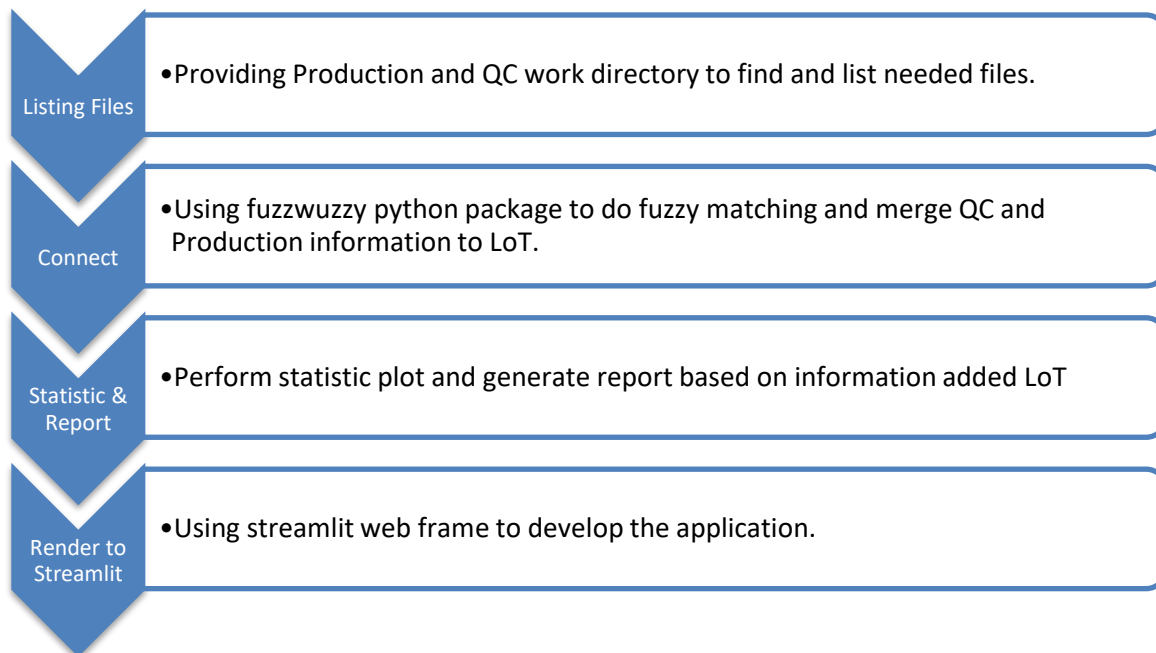 Listing Files
•Providing Production and QC work directory to find and list needed files.
Connect
•Using fuzzwuzzy python package to do fuzzy matching and merge QC and
Production information to LoT.
Statistic &
Report
•Perform statistic plot and generate report based on information added LoT
Render to
Streamlit
•Using streamlit web frame to develop the application.